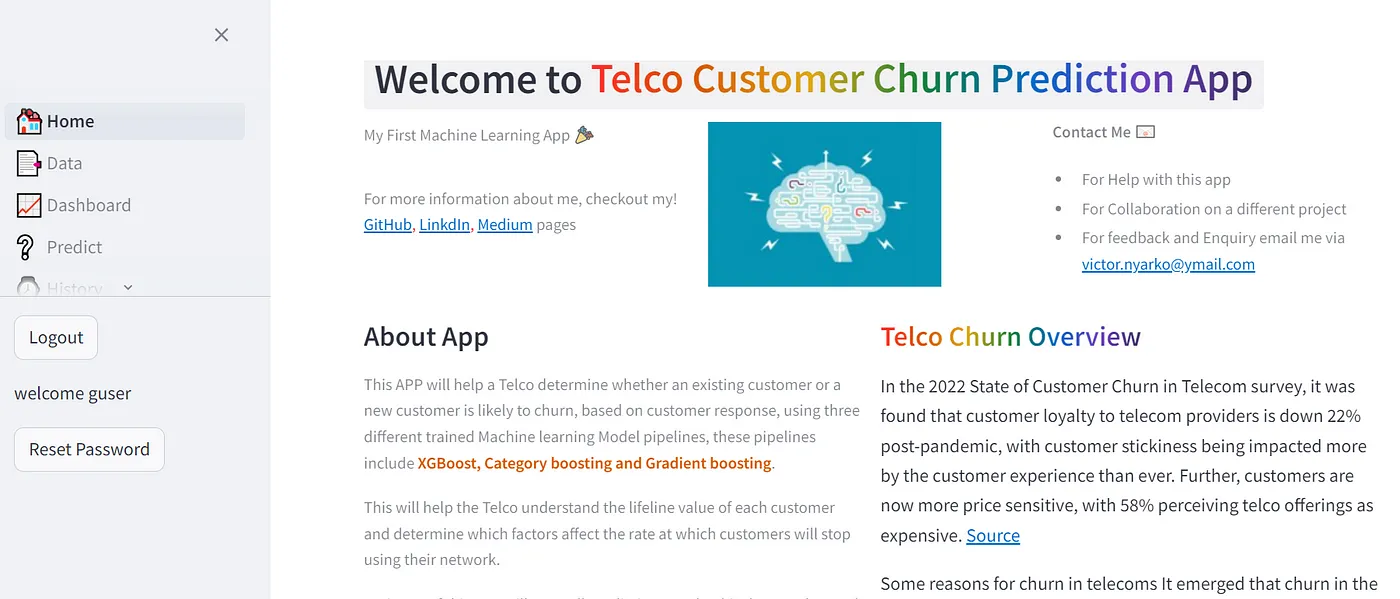 Home
Data
Dashboard
Predict
History
Logout
welcome guser
Reset Password
Welcome to Telco Customer Churn Prediction App
My First Machine Learning App
For more information about me, checkout my!
GitHub, LinkdIn, Medium pages
Contact Me
For Help with this app
For Collaboration on a different project
For feedback and Enquiry email me via
victor.nyarko@ymail.com
About App
This APP will help a Telco determine whether an existing customer or a
new customer is likely to churn, based on customer response, using three
different trained Machine learning Model pipelines, these pipelines
include XGBoost, Category boosting and Gradient boosting.
This will help the Telco understand the lifeline value of each customer
and determine which factors affect the rate at which customers will stop
using their network.
Telco Churn Overview
In the 2022 State of Customer Churn in Telecom survey, it was
found that customer loyalty to telecom providers is down 22%
post-pandemic, with customer stickiness being impacted more
by the customer experience than ever. Further, customers are
now more price sensitive, with 58% perceiving telco offerings as
expensive. Source
Some reasons for churn in telecoms It emerged that churn in the